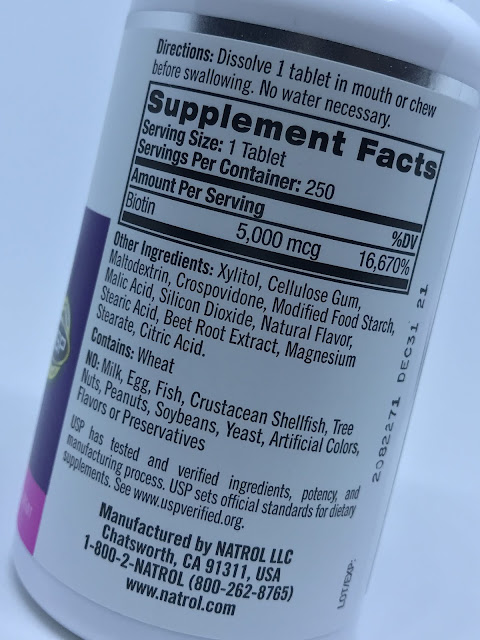 Directions: Dissolve 1 tablet in mouth or chew
before swallowing. No water necessary.
Supplement Facts
Serving Size: 1 Tablet
Servings Per Container: 250
Amount Per Serving %DV
Biotin 5,000 mcg 16,670%
Other Ingredients: Xylitol, Cellulose Gum,
Maltodextrin, Crospovidone, Modified Food Starch,
Malic Acid, Silicon Dioxide, Natural Flavor,
Stearic Acid, Beet Root Extract, Magnesium
Stearate, Citric Acid.
Contains: Wheat
NO: Milk, Egg, Fish, Crustacean Shellfish, Tree
Nuts, Peanuts, Soybeans, Yeast, Artificial Colors,
Flavors or Preservatives
USP has tested and verified ingredients, potency, and
manufacturing process. USP sets official standards for dietary
supplements. See www.uspverified.org.
Manufactured by NATROL LLC
Chatsworth, CA 91311, USA
1-800-2-NATROL (800-262-8765)
www.natrol.com
LOT/EXP:
2082271 DEC31 21